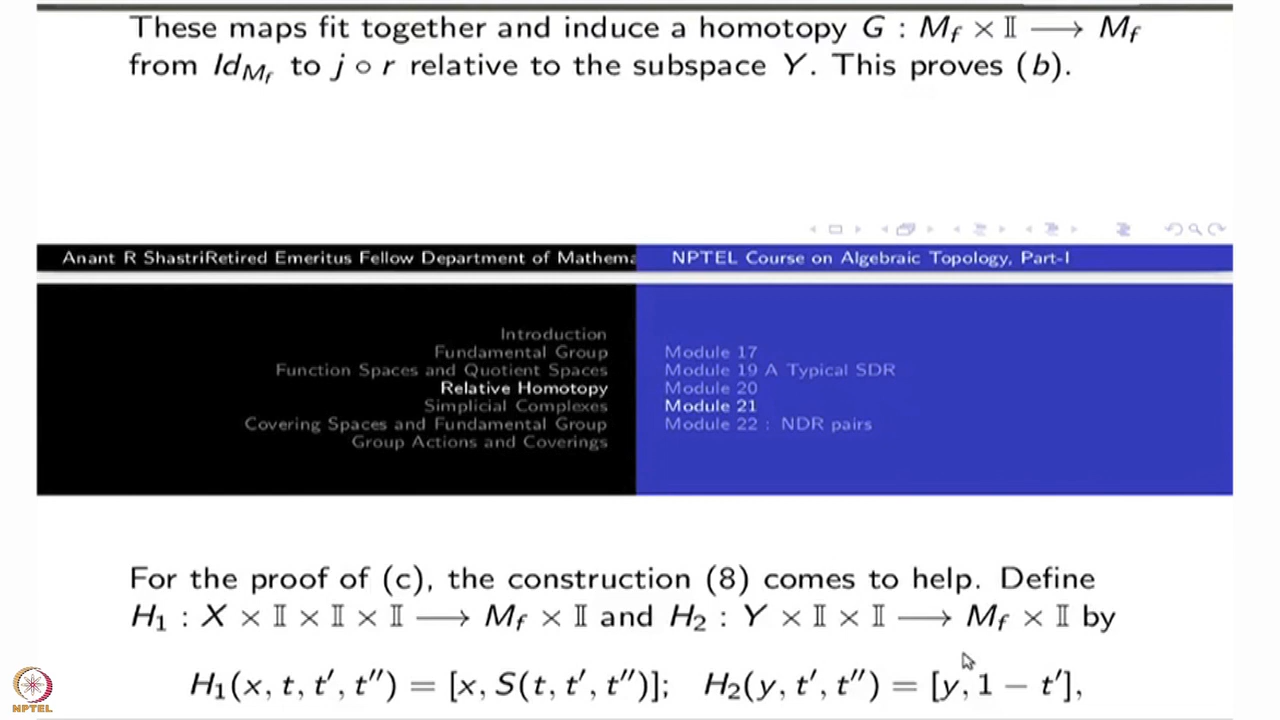 These maps fit together and induce a homotopy G : M_f × 𝕀 ⟶ M_f
from Id_{M_f} to j ∘ r relative to the subspace Y. This proves (b).
Anant R ShastriRetired Emeritus Fellow Department of Mathema
NPTEL Course on Algebraic Topology, Part-I
Introduction
Fundamental Group
Function Spaces and Quotient Spaces
Relative Homotopy
Simplicial Complexes
Covering Spaces and Fundamental Group
Group Actions and Coverings
Module 17
Module 19 A Typical SDR
Module 20
Module 21
Module 22 : NDR pairs
For the proof of (c), the construction (8) comes to help. Define
H₁ : X × 𝕀 × 𝕀 × 𝕀 ⟶ M_f × 𝕀 and H₂ : Y × 𝕀 × 𝕀 ⟶ M_f × 𝕀 by
H₁(x, t, t′, t″) = [x, S(t, t′, t″)]; H₂(y, t′, t″) = [y, 1 − t′],
NPTEL